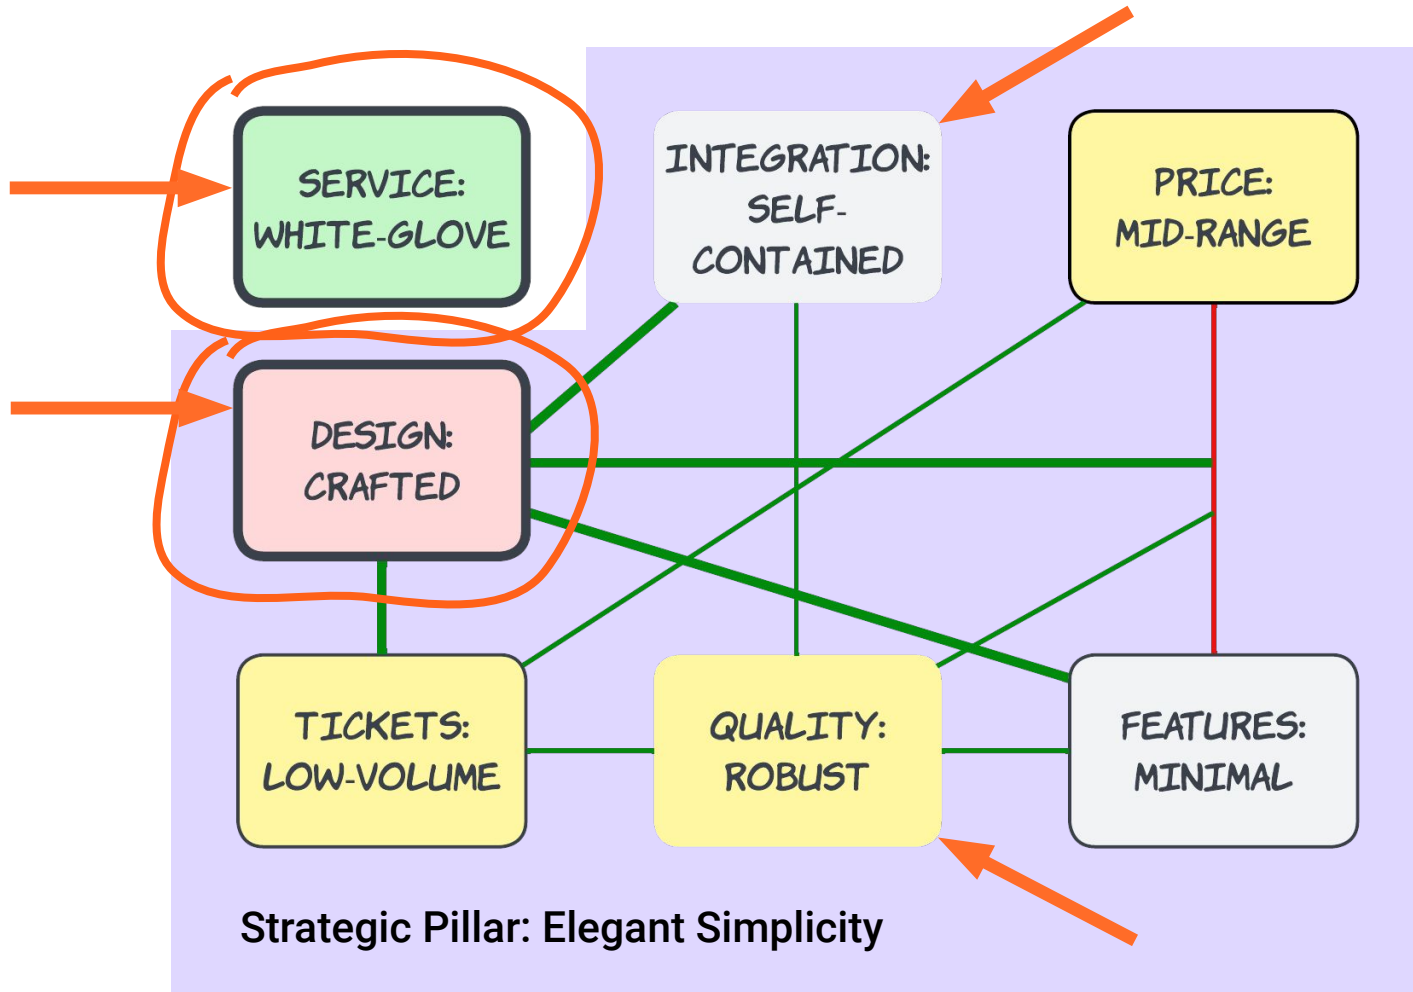 SERVICE:
WHITE-GLOVE
INTEGRATION:
SELF-
CONTAINED
PRICE:
MID-RANGE
DESIGN:
CRAFTED
TICKETS:
LOW-VOLUME
QUALITY:
ROBUST
FEATURES:
MINIMAL
Strategic Pillar: Elegant Simplicity